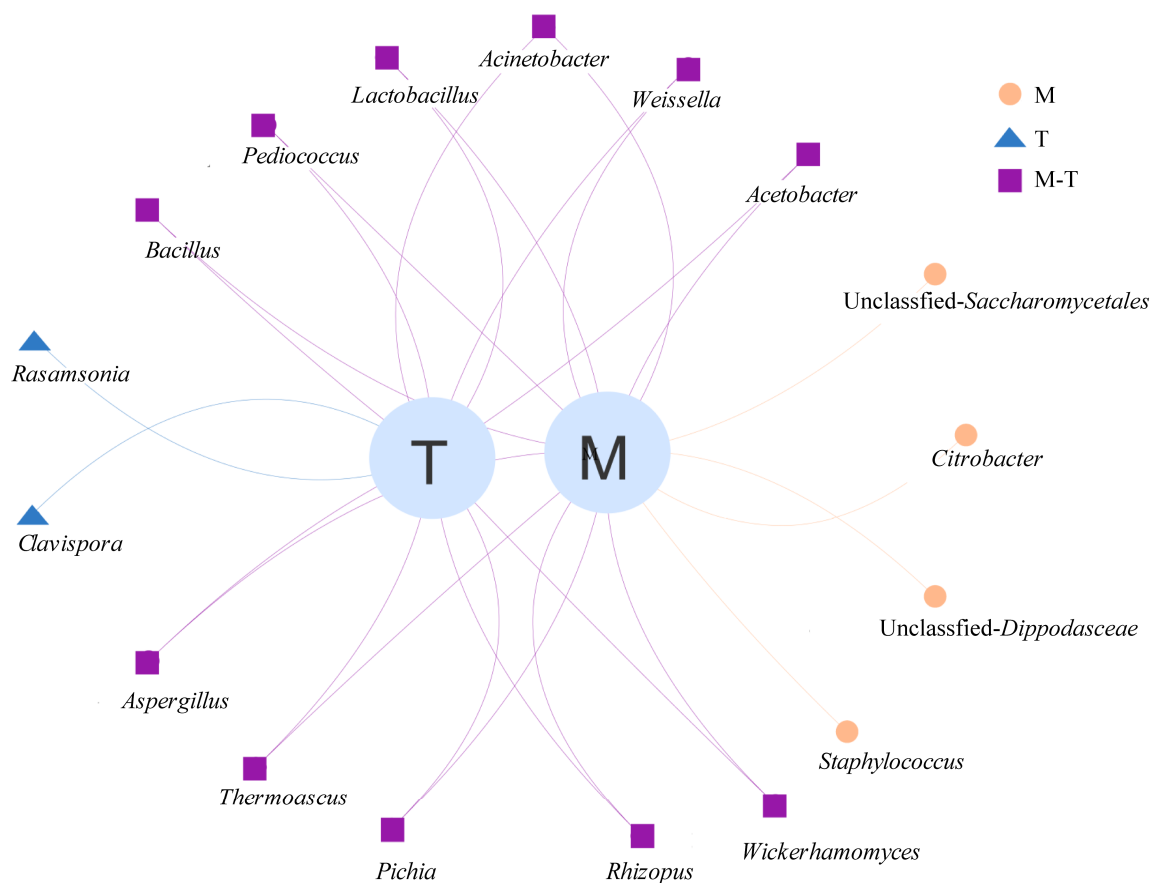 Acinetobacter
Lactobacillus
Weissella
M
Pediococcus
T
M-T
Acetobacter
Bacillus
Unclassfied-Saccharomycetales
Rasamsonia
T
M
M
Citrobacter
Clavispora
Unclassfied-Dippodasceae
Aspergillus
Staphylococcus
Thermoascus
Wickerhamomyces
Pichia
Rhizopus